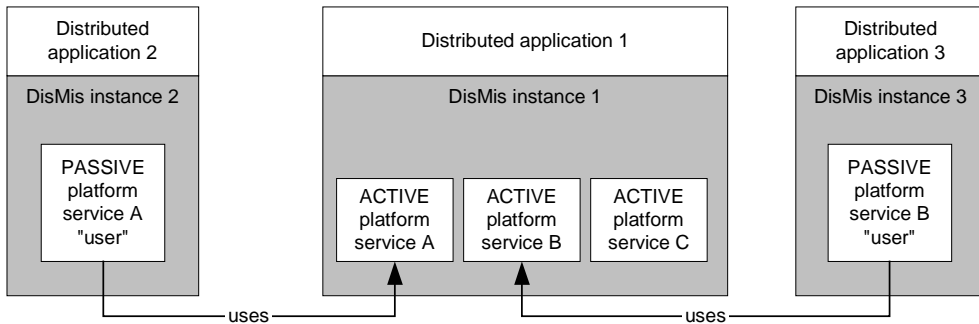 Distributed
application 2
DisMis instance 2
PASSIVE
platform
service A
"user"
Distributed application 1
DisMis instance 1
ACTIVE
platform
service A
ACTIVE
platform
service B
ACTIVE
platform
service C
Distributed
application 3
DisMis instance 3
PASSIVE
platform
service B
"user"
uses
uses